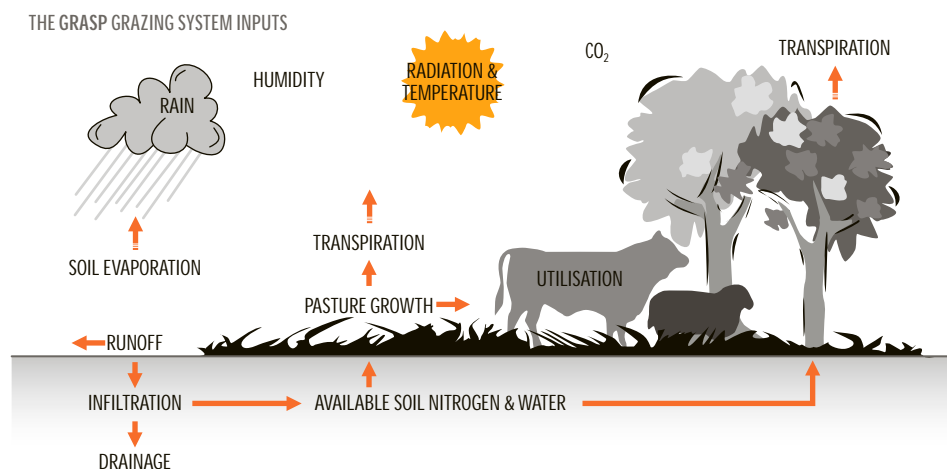 THE GRASP GRAZING SYSTEM INPUTS
CO₂
TRANSPIRATION
HUMIDITY
RADIATION &
TEMPERATURE
RAIN
TRANSPIRATION
SOIL EVAPORATION
UTILISATION
PASTURE GROWTH
RUNOFF
INFILTRATION
AVAILABLE SOIL NITROGEN & WATER
DRAINAGE